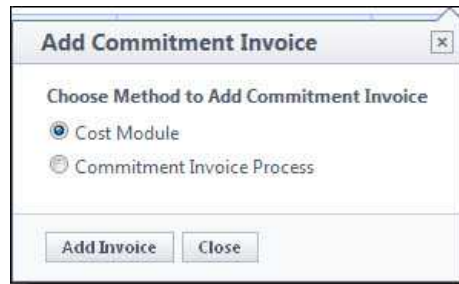 Add Commitment Invoice
Choose Method to Add Commitment Invoice
Cost Module
Commitment Invoice Process
Add Invoice Close